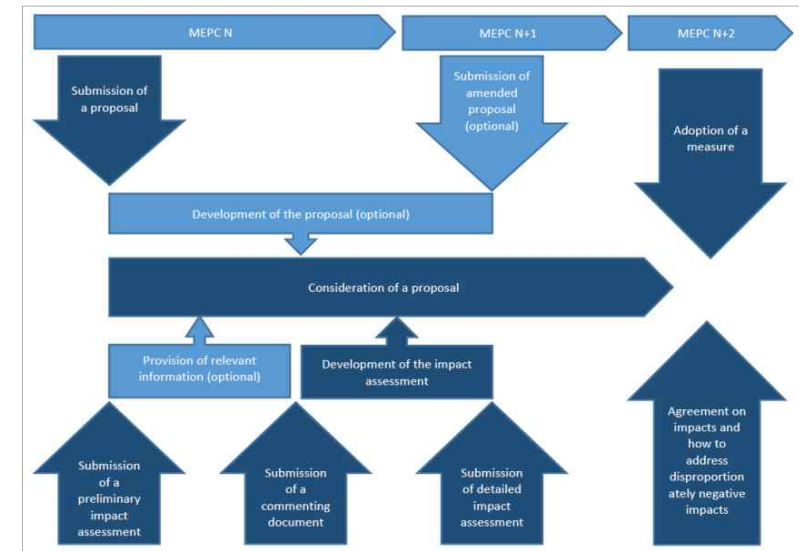 MEPC N
MEPC N+1
MEPC N+2
Submission of
a proposal
Submission of
amended
proposal
(optional)
Adoption of a
measure
Development of the proposal (optional)
Consideration of a proposal
Provision of relevant
information (optional)
Development of the impact
assessment
Submission
of a
preliminary
impact
assessment
Submission
of a
commenting
document
Submission
of detailed
impact
assessment
Agreement on
impacts and
how to
address
disproportion
ately negative
impacts